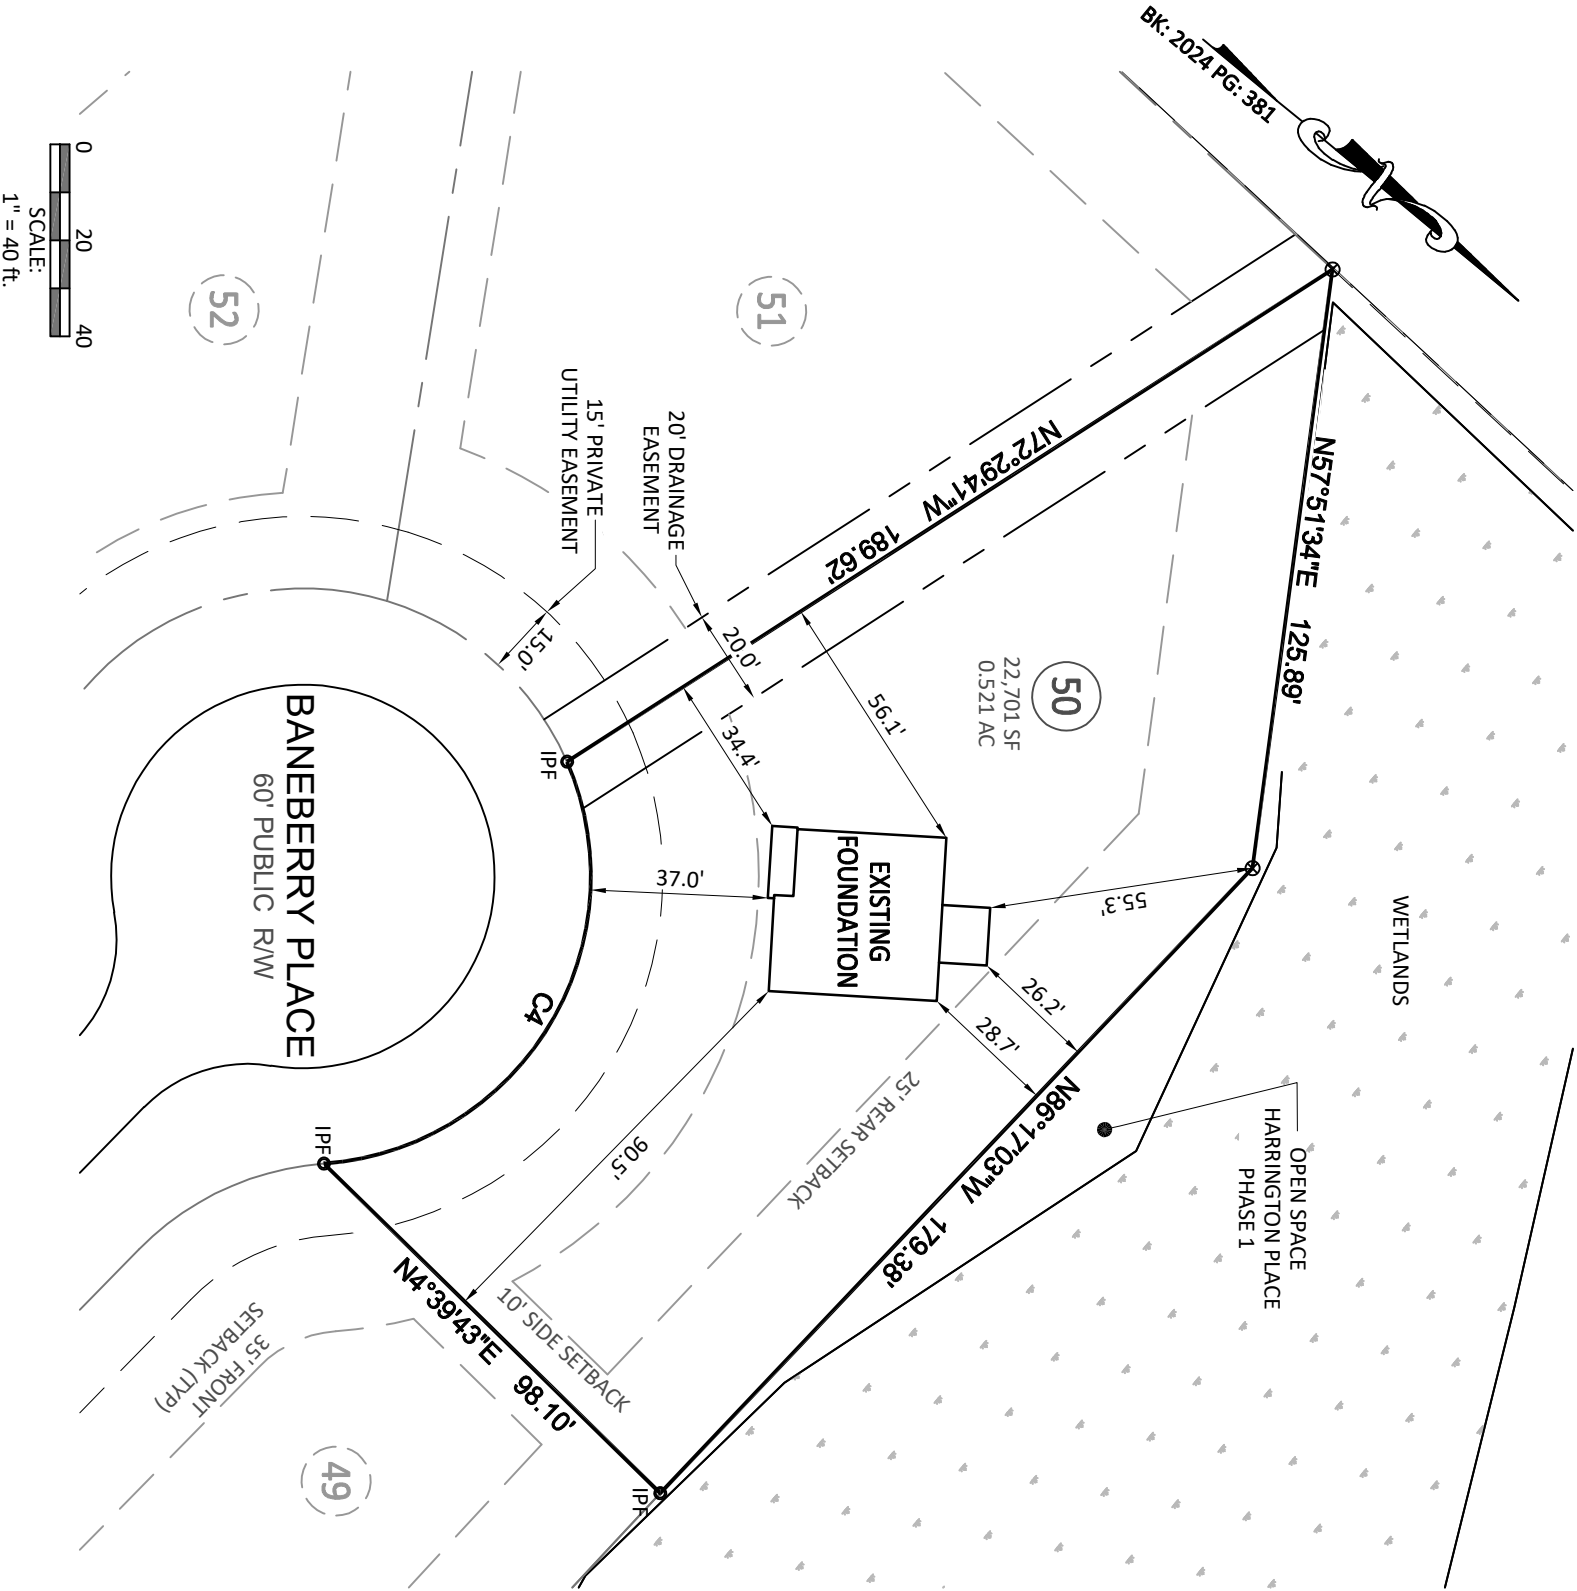 BK: 2024 PG: 381
N57°51'34"E 125.89'
N72°29'41"W 189.62'
50
22,701 SF
0.521 AC
51
52
WETLANDS
OPEN SPACE
HARRINGTON PLACE
PHASE 1
20' DRAINAGE
EASEMENT
15' PRIVATE
UTILITY EASEMENT
20.0'
15.0'
56.1'
34.4'
55.3'
37.0'
26.2'
28.7'
90.5'
EXISTING
FOUNDATION
25' REAR SETBACK
N86°17'03"W 179.38'
IPF
C4
BANEBERRY PLACE
60' PUBLIC R/W
IPF
N4°39'43"E 98.10'
10' SIDE SETBACK
IPF
35' FRONT
SETBACK (TYP)
49
0 20 40
SCALE:
1" = 40 ft.